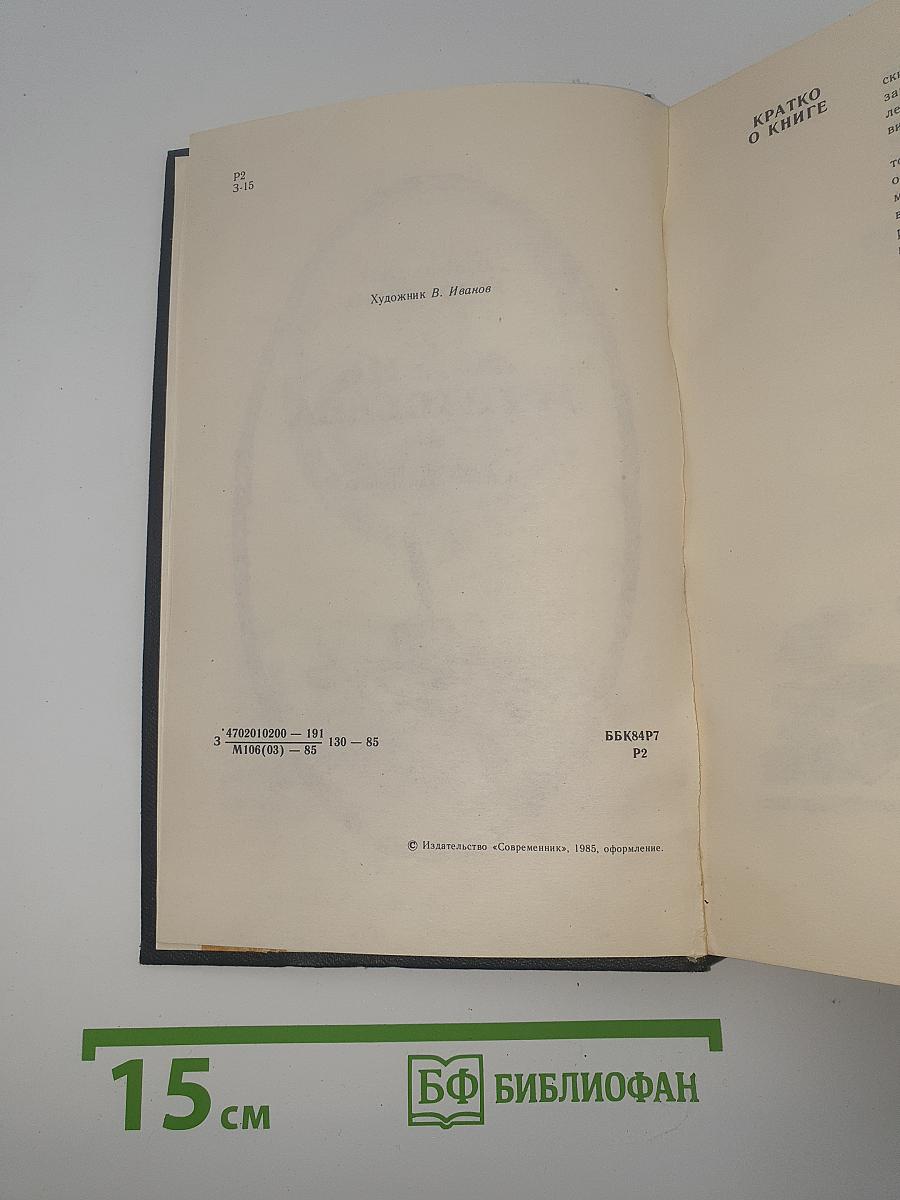 Р2
З-15
Художник В. Иванов
З 4702010200 — 191
М106(03) — 85 130 — 85
ББК84Р7
Р2
© Издательство «Современник», 1985, оформление.
КРАТКО
О КНИГЕ
15 см
БФ БИБЛИОФАН